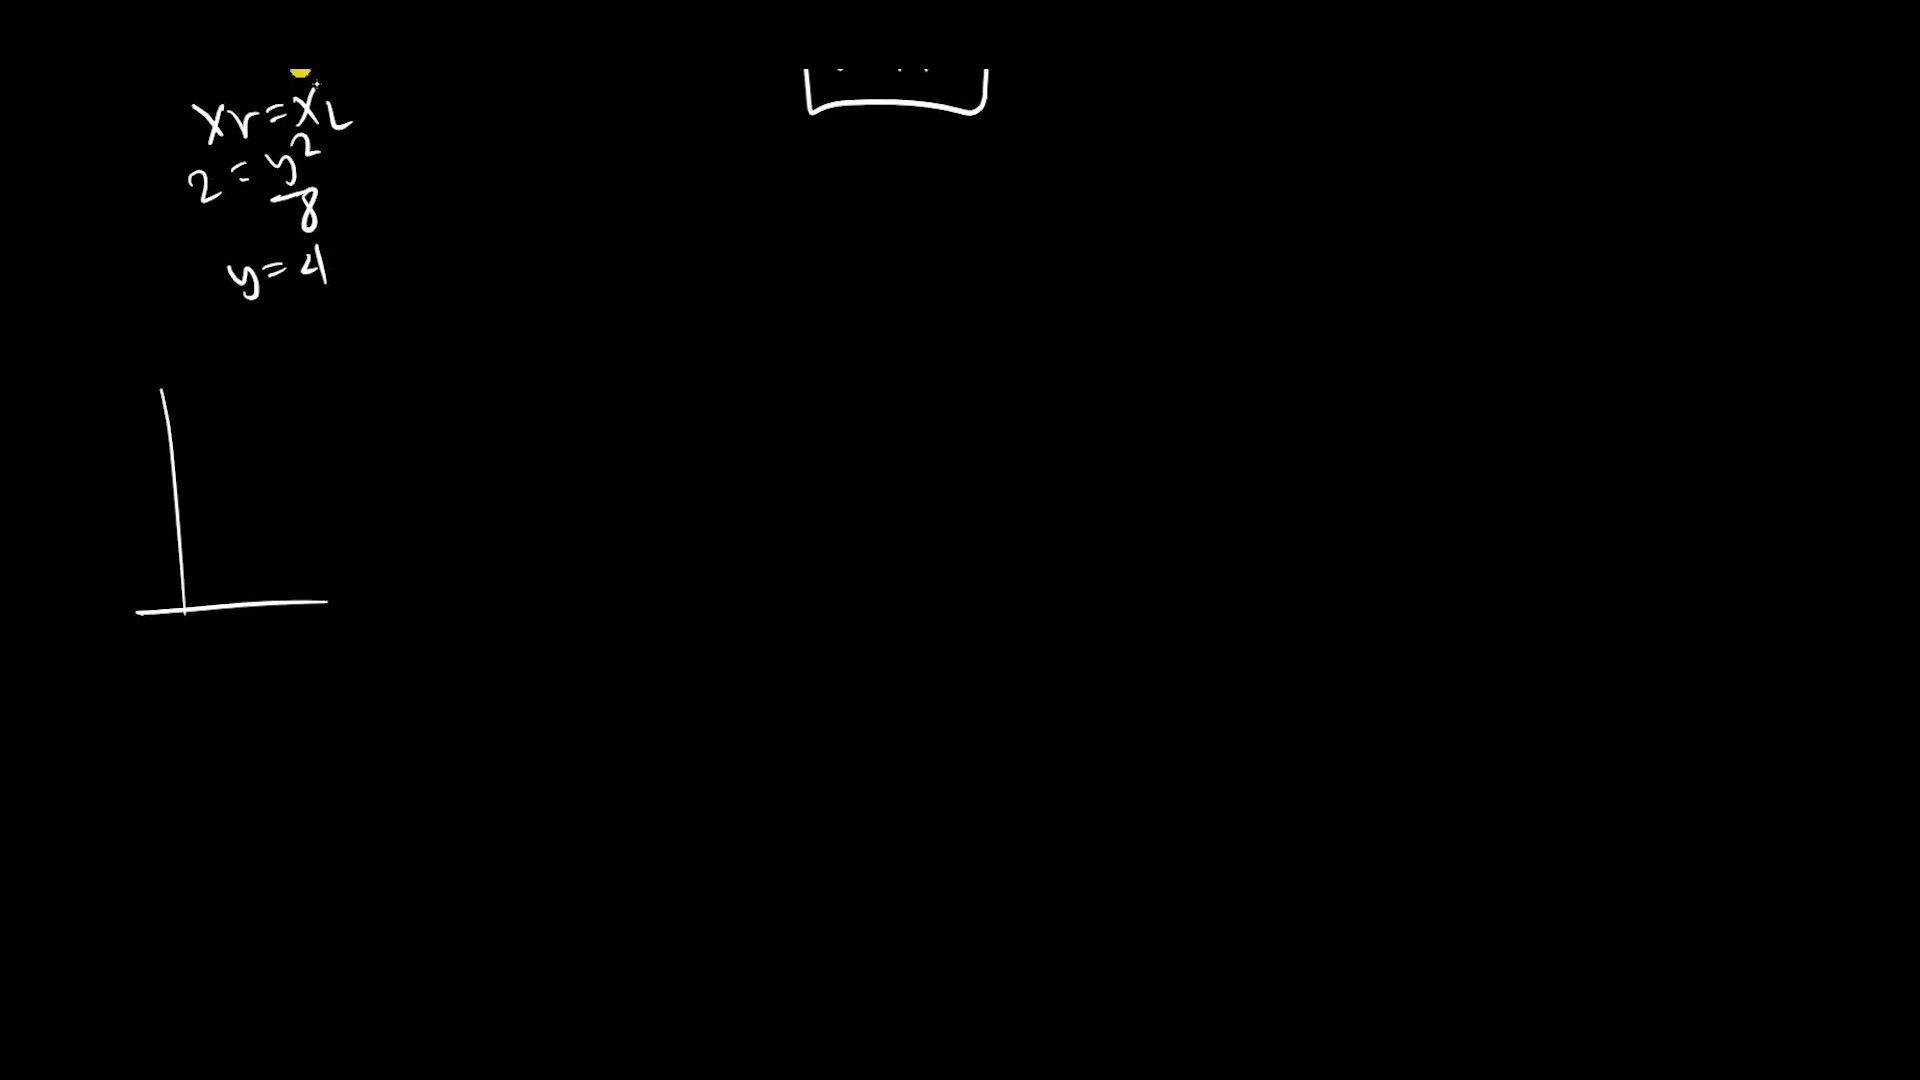 Xr = XL
2 = y²/8
y = 4